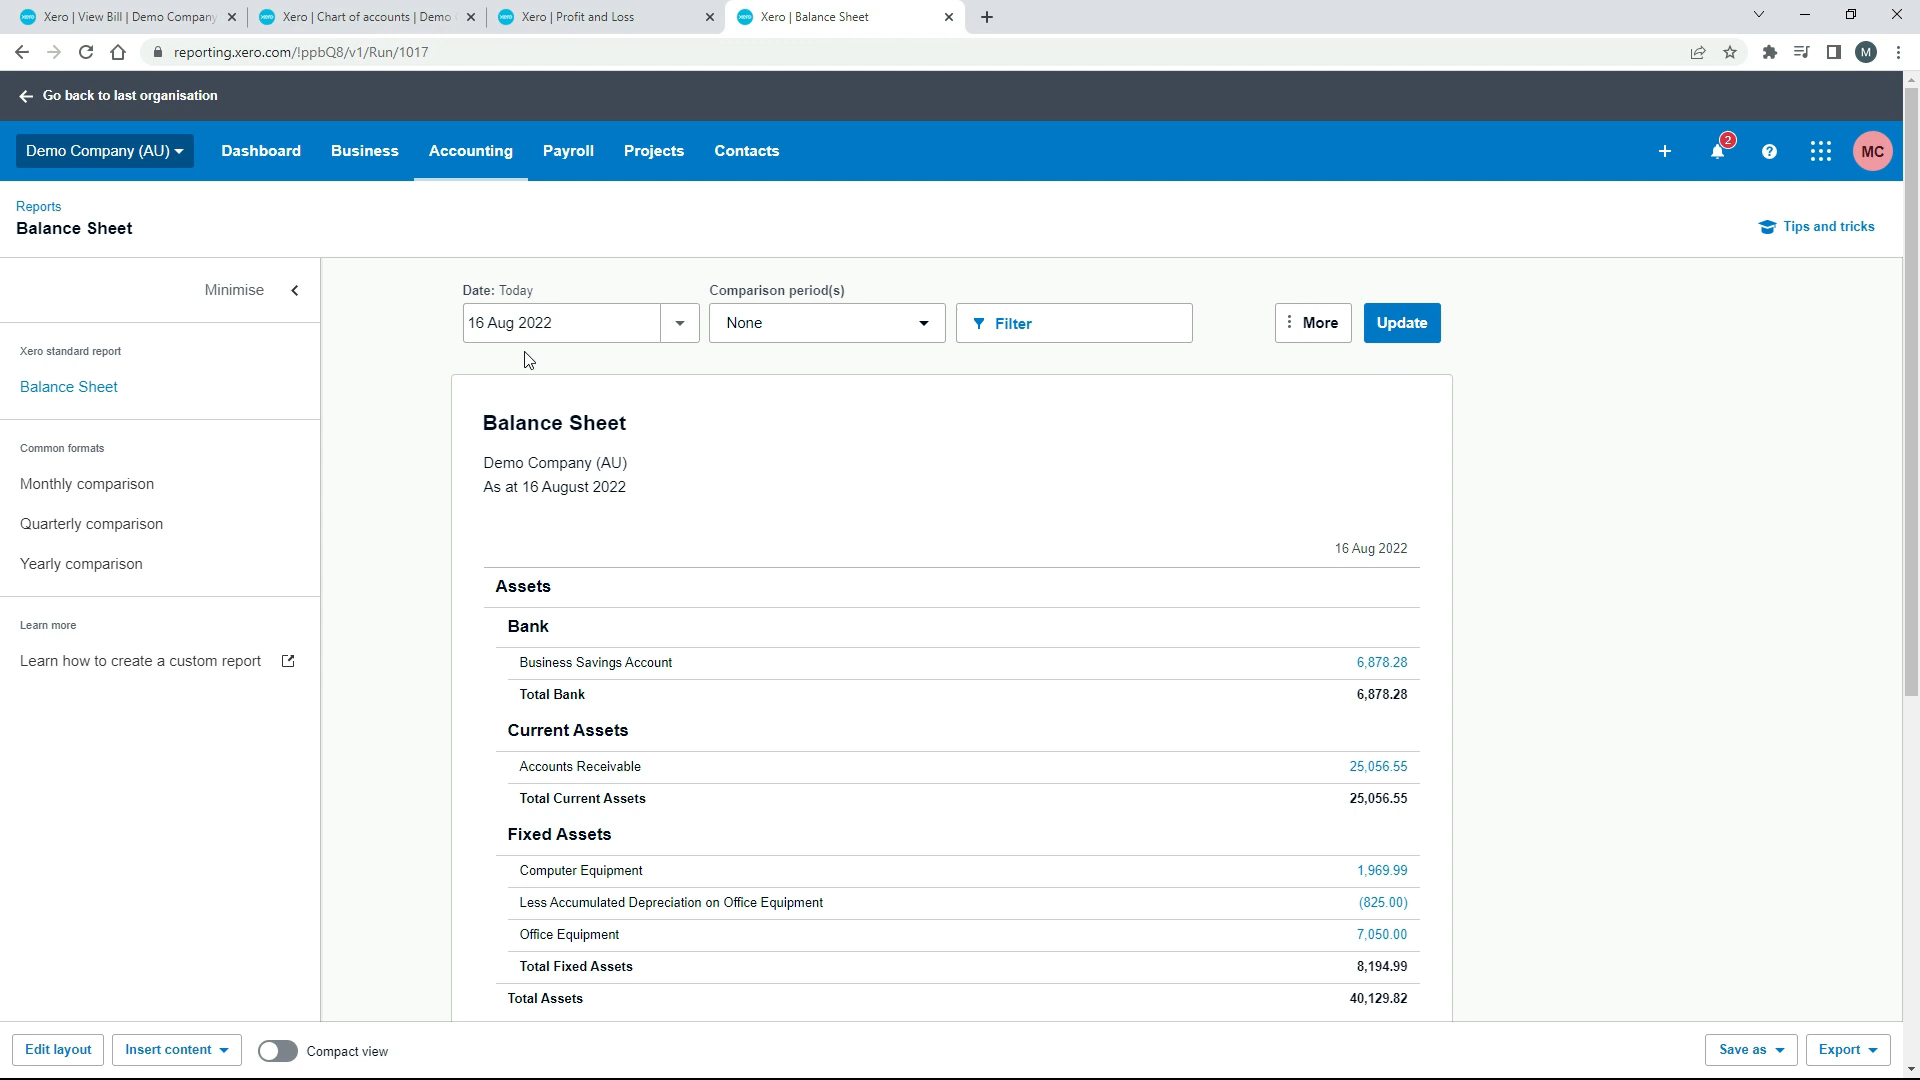 Xero | View Bill | Demo Company
Xero | Chart of accounts | Demo
Xero | Profit and Loss
Xero | Balance Sheet
reporting.xero.com/!ppbQ8/v1/Run/1017
M
Go back to last organisation
Demo Company (AU)
Dashboard
Business
Accounting
Payroll
Projects
Contacts
2
MC
Reports
Balance Sheet
Tips and tricks
Minimise
Xero standard report
Balance Sheet
Common formats
Monthly comparison
Quarterly comparison
Yearly comparison
Learn more
Learn how to create a custom report
Date: Today
Comparison period(s)
16 Aug 2022
None
Filter
More
Update
Balance Sheet
Demo Company (AU)
As at 16 August 2022
16 Aug 2022
Assets
Bank
Business Savings Account 6,878.28
Total Bank 6,878.28
Current Assets
Accounts Receivable 25,056.55
Total Current Assets 25,056.55
Fixed Assets
Computer Equipment 1,969.99
Less Accumulated Depreciation on Office Equipment (825.00)
Office Equipment 7,050.00
Total Fixed Assets 8,194.99
Total Assets 40,129.82
Edit layout
Insert content
Compact view
Save as
Export